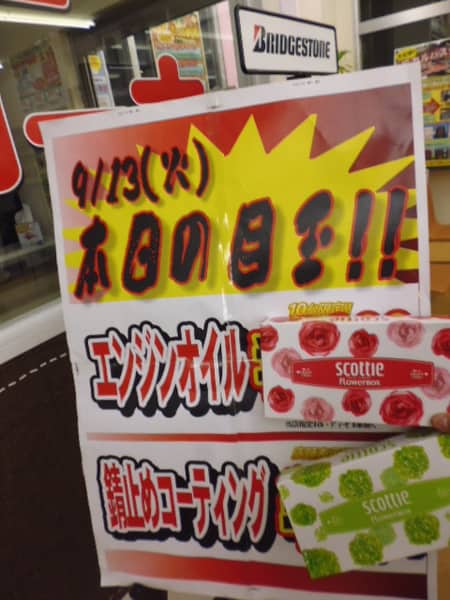 BRIDGESTONE
9/13(火)
本日の目玉!!
エンジンオイル
scottie
FLOWERBOX
錆止めコーティング
scottie
FLOWERBOX